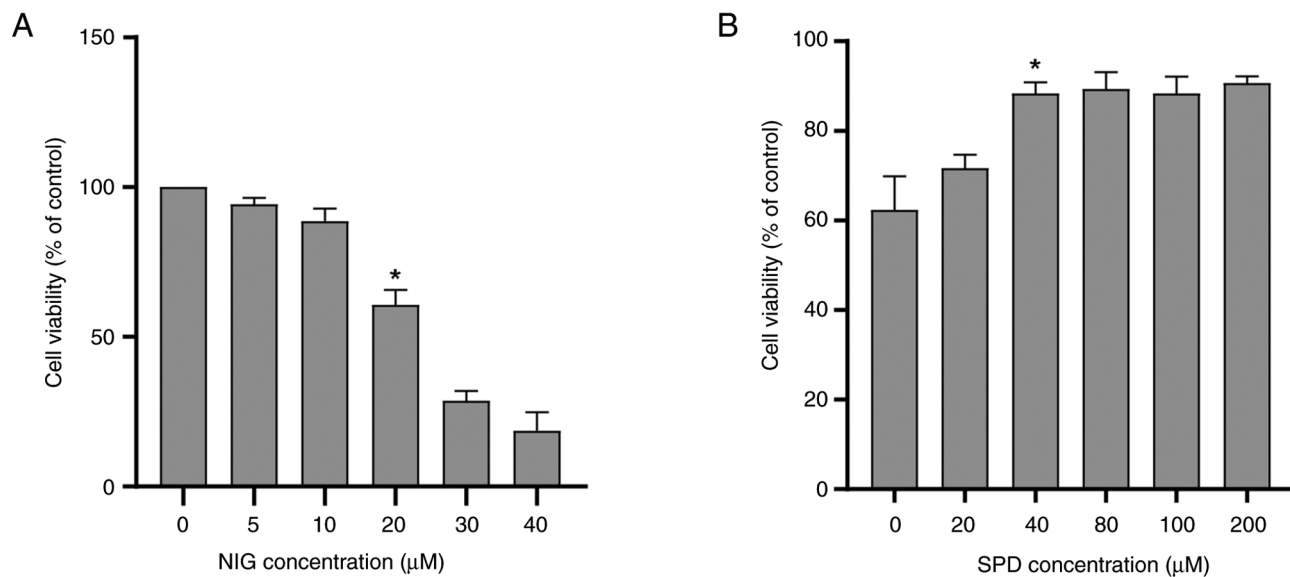 A
Cell viability (% of control)
150
100
50
0
*
0 5 10 20 30 40
NIG concentration (μM)
B
Cell viability (% of control)
100
80
60
40
20
0
*
0 20 40 80 100 200
SPD concentration (μM)